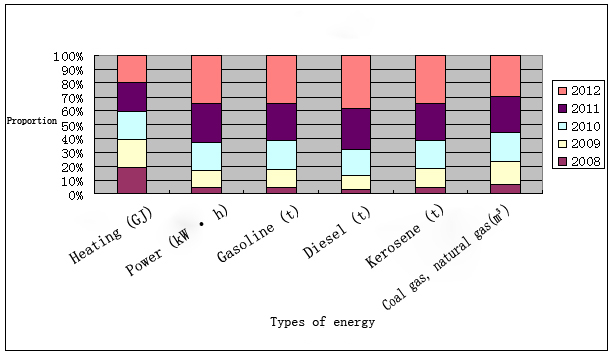 100%
90%
80%
70%
60%
50%
40%
30%
20%
10%
0%
Proportion
2012
2011
2010
2009
2008
Heating (GJ)
Power (kW · h)
Gasoline (t)
Diesel (t)
Kerosene (t)
Coal gas, natural gas(m³)
Types of energy